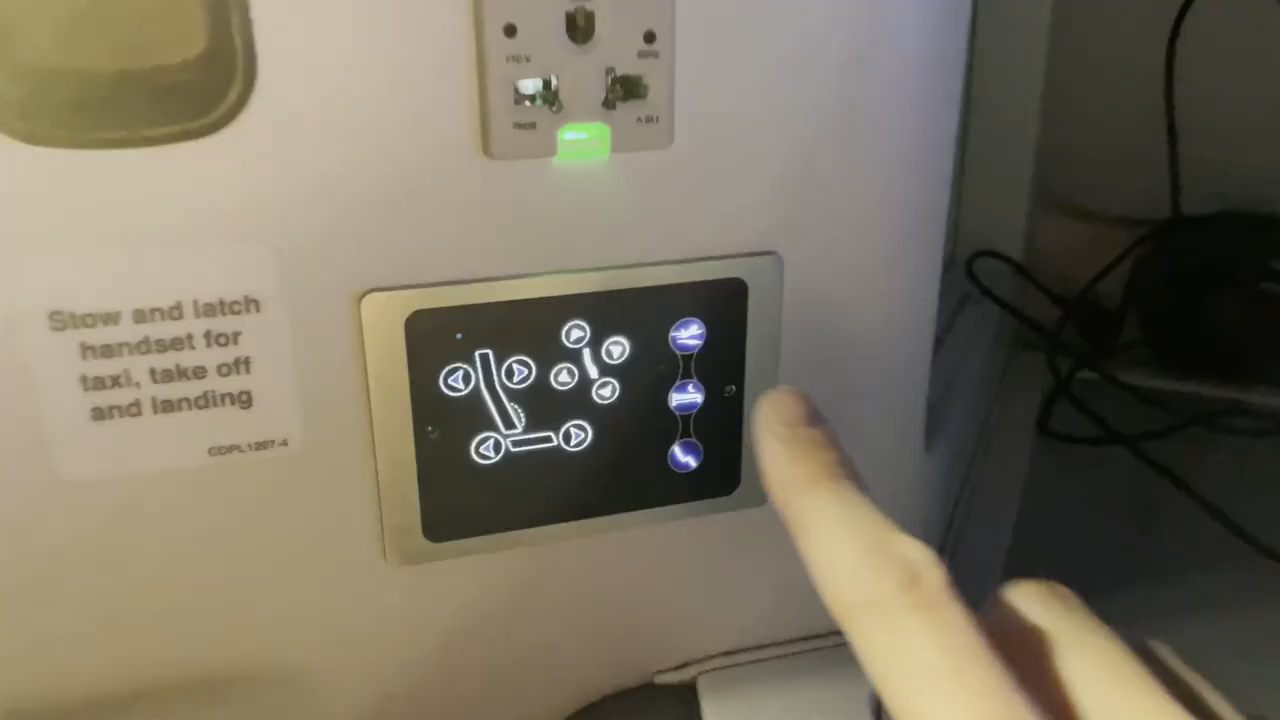 Stow and latch
handset for
taxi, take off
and landing
CDPL1207-4